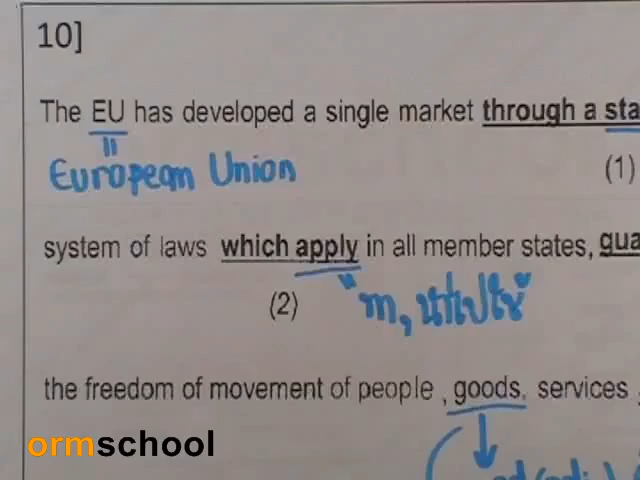 10]
The EU has developed a single market through a sta
European Union
(1)
system of laws which apply in all member states, gua
(2)
the freedom of movement of people , goods, services ,
ormschool